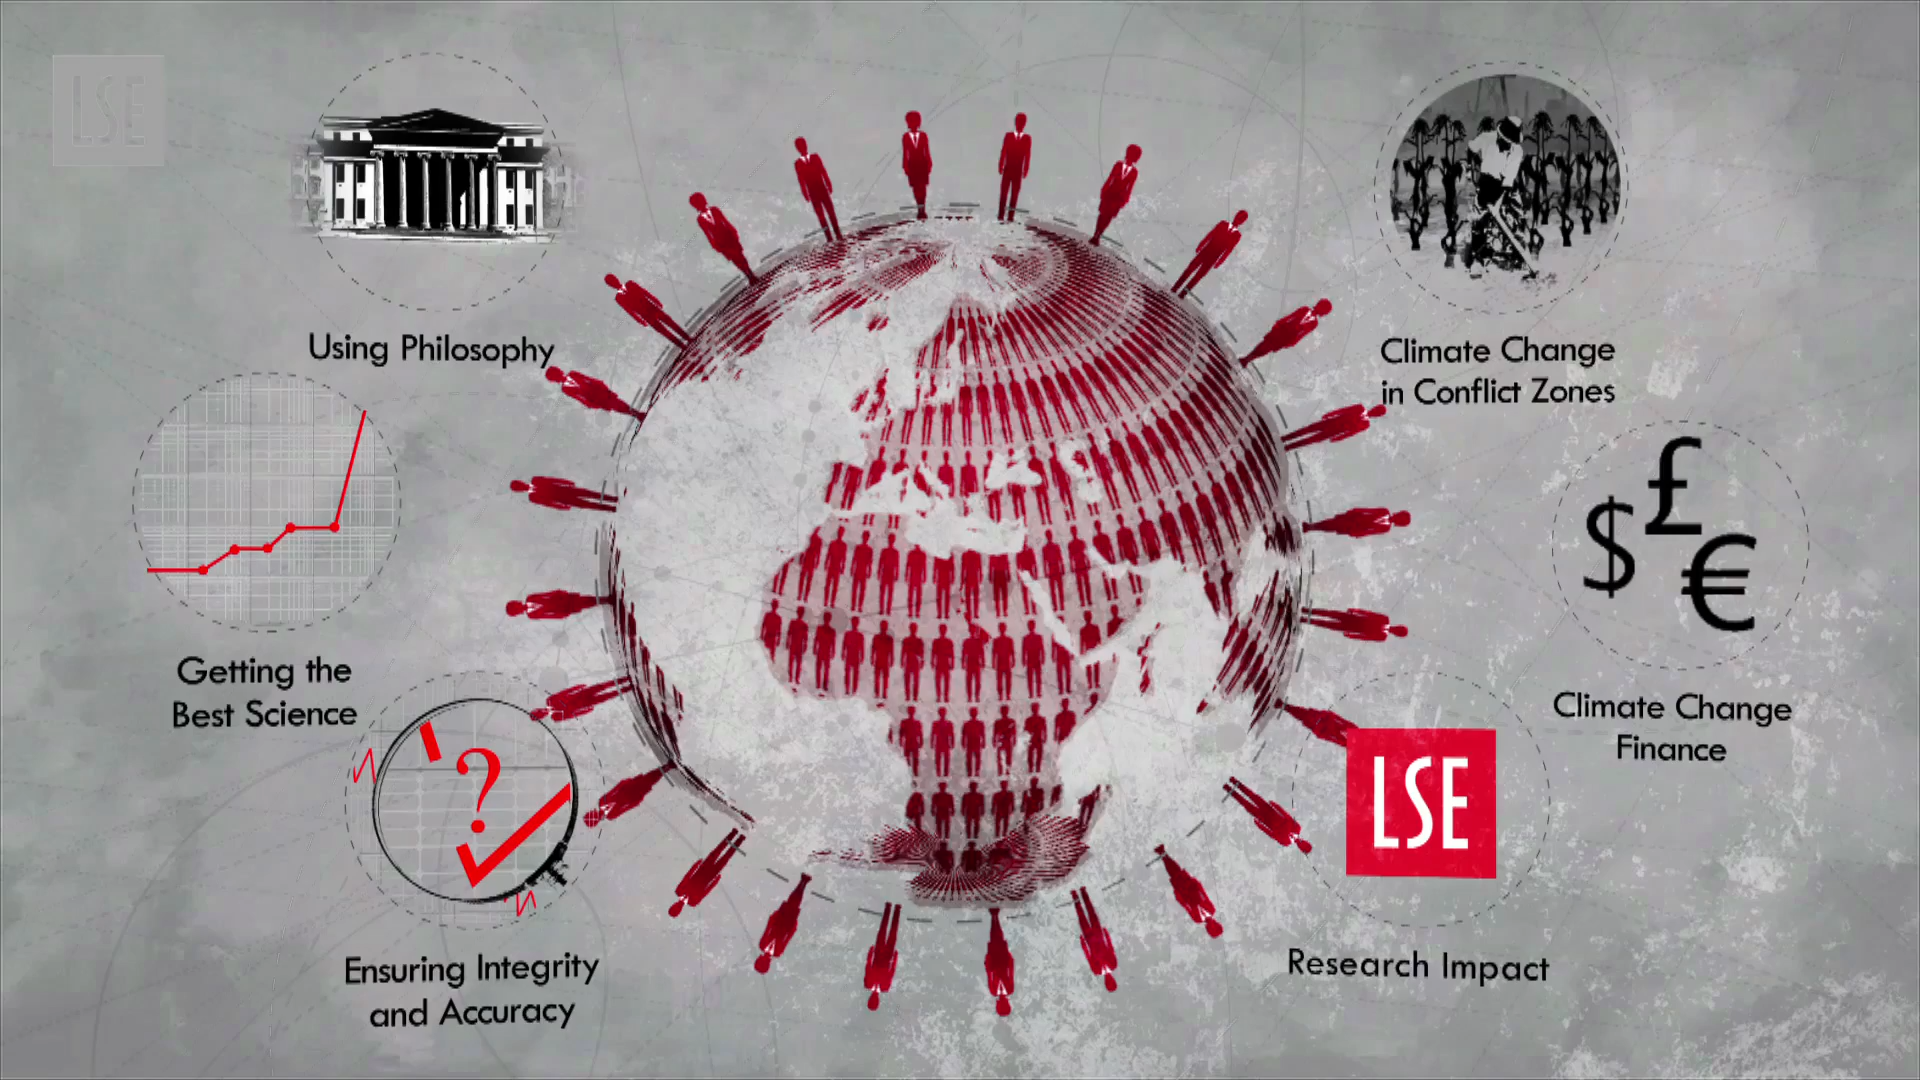 LSE
Using Philosophy
Climate Change
in Conflict Zones
$ £ €
Getting the
Best Science
Climate Change
Finance
?
LSE
Ensuring Integrity
and Accuracy
Research Impact